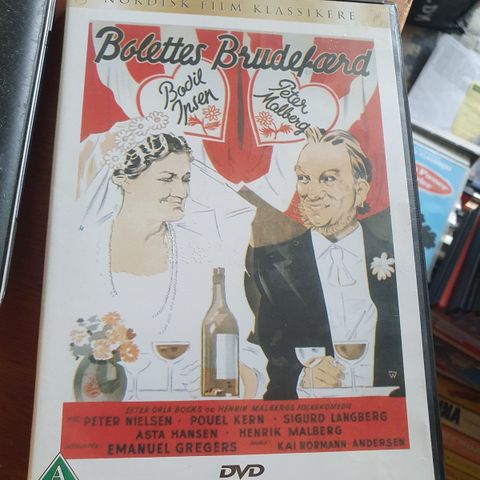 NORDISK FILM KLASSIKERE
Bolettes Brudefærd
Bodil
Ipsen
Peter
Malberg
EFTER ORLA BOCKS OG HENRIK MALBERGS FOLKEKOMEDIE
PETER NIELSEN · POUEL KERN · SIGURD LANGBERG
ASTA HANSEN · HENRIK MALBERG
EMANUEL GREGERS
KAI NORMANN-ANDERSEN
A
DVD